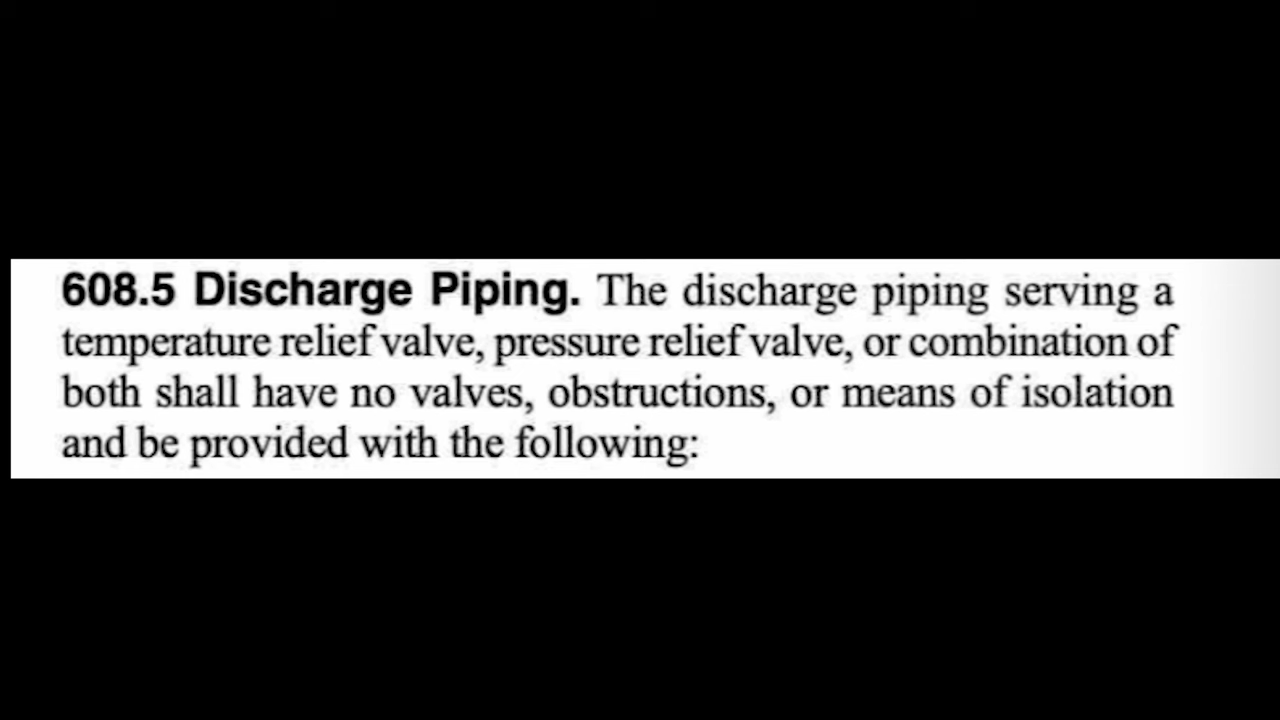 608.5 Discharge Piping. The discharge piping serving a
temperature relief valve, pressure relief valve, or combination of
both shall have no valves, obstructions, or means of isolation
and be provided with the following: